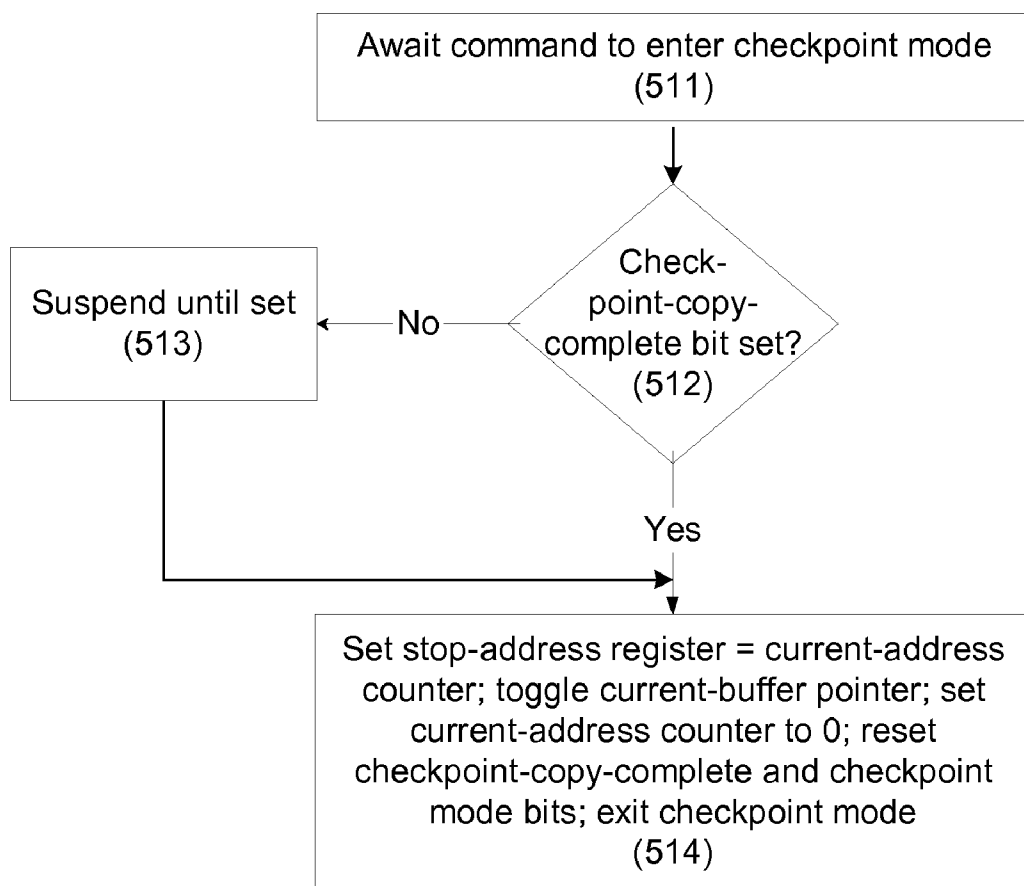 Await command to enter checkpoint mode
(511)
Check-
point-copy-
complete bit set?
(512)
No
Suspend until set
(513)
Yes
Set stop-address register = current-address
counter; toggle current-buffer pointer; set
current-address counter to 0; reset
checkpoint-copy-complete and checkpoint
mode bits; exit checkpoint mode
(514)